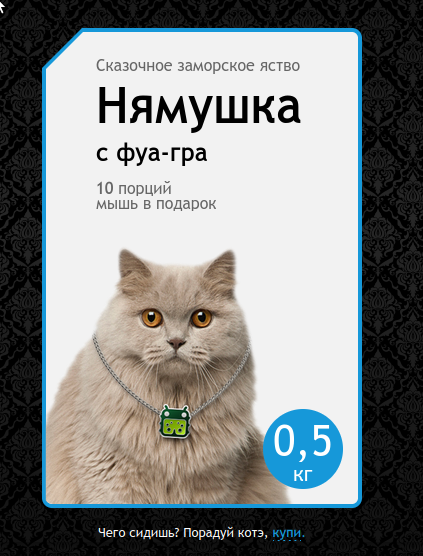 Сказочное заморское яство
Нямушка
с фуа-гра
10 порций
мышь в подарок
0,5
кг
Чего сидишь? Порадуй котэ, купи.